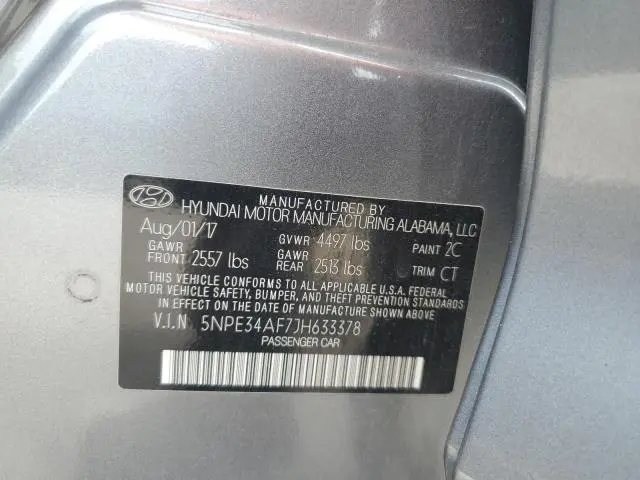 MANUFACTURED BY
HYUNDAI MOTOR MANUFACTURING ALABAMA, LLC
Aug/01/17 GVWR 4497 lbs PAINT 2C
GAWR FRONT 2557 lbs GAWR REAR 2513 lbs TRIM CT
THIS VEHICLE CONFORMS TO ALL APPLICABLE U.S.A. FEDERAL
MOTOR VEHICLE SAFETY, BUMPER, AND THEFT PREVENTION STANDARDS
IN EFFECT ON THE DATE OF MANUFACTURE SHOWN ABOVE.
V.I.N 5NPE34AF7JH633378
PASSENGER CAR